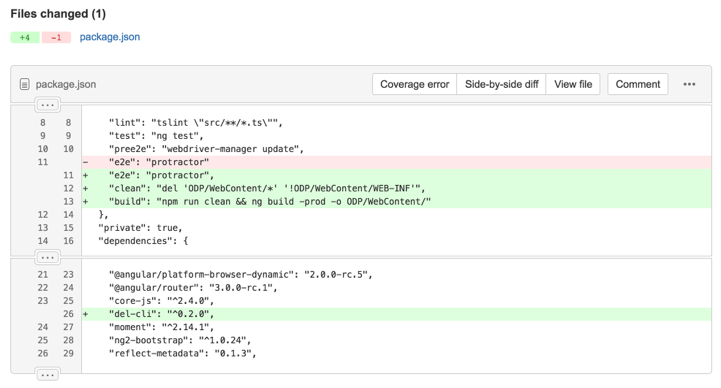 Files changed (1)
+4 −1 package.json
package.json Coverage error Side-by-side diff View file Comment •••
...
8 8 "lint": "tslint \"src/**/*.ts\"",
9 9 "test": "ng test",
10 10 "pree2e": "webdriver-manager update",
11 - "e2e": "protractor"
11 + "e2e": "protractor",
12 + "clean": "del 'ODP/WebContent/*' '!ODP/WebContent/WEB-INF'",
13 + "build": "npm run clean && ng build -prod -o ODP/WebContent/"
12 14 },
13 15 "private": true,
14 16 "dependencies": {
...
21 23 "@angular/platform-browser-dynamic": "2.0.0-rc.5",
22 24 "@angular/router": "3.0.0-rc.1",
23 25 "core-js": "^2.4.0",
26 + "del-cli": "^0.2.0",
24 27 "moment": "^2.14.1",
25 28 "ng2-bootstrap": "^1.0.24",
26 29 "reflect-metadata": "0.1.3",
...